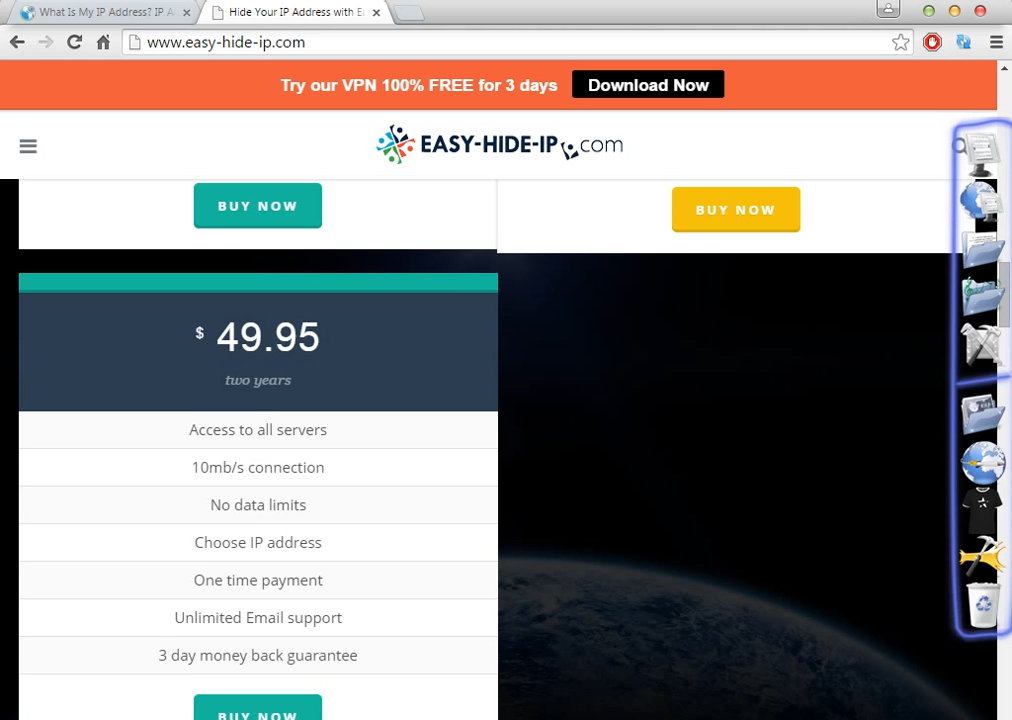 What Is My IP Address? IP A
Hide Your IP Address with Ea
www.easy-hide-ip.com
Try our VPN 100% FREE for 3 days
Download Now
EASY-HIDE-IP.com
BUY NOW
BUY NOW
$ 49.95
two years
Access to all servers
10mb/s connection
No data limits
Choose IP address
One time payment
Unlimited Email support
3 day money back guarantee
BUY NOW